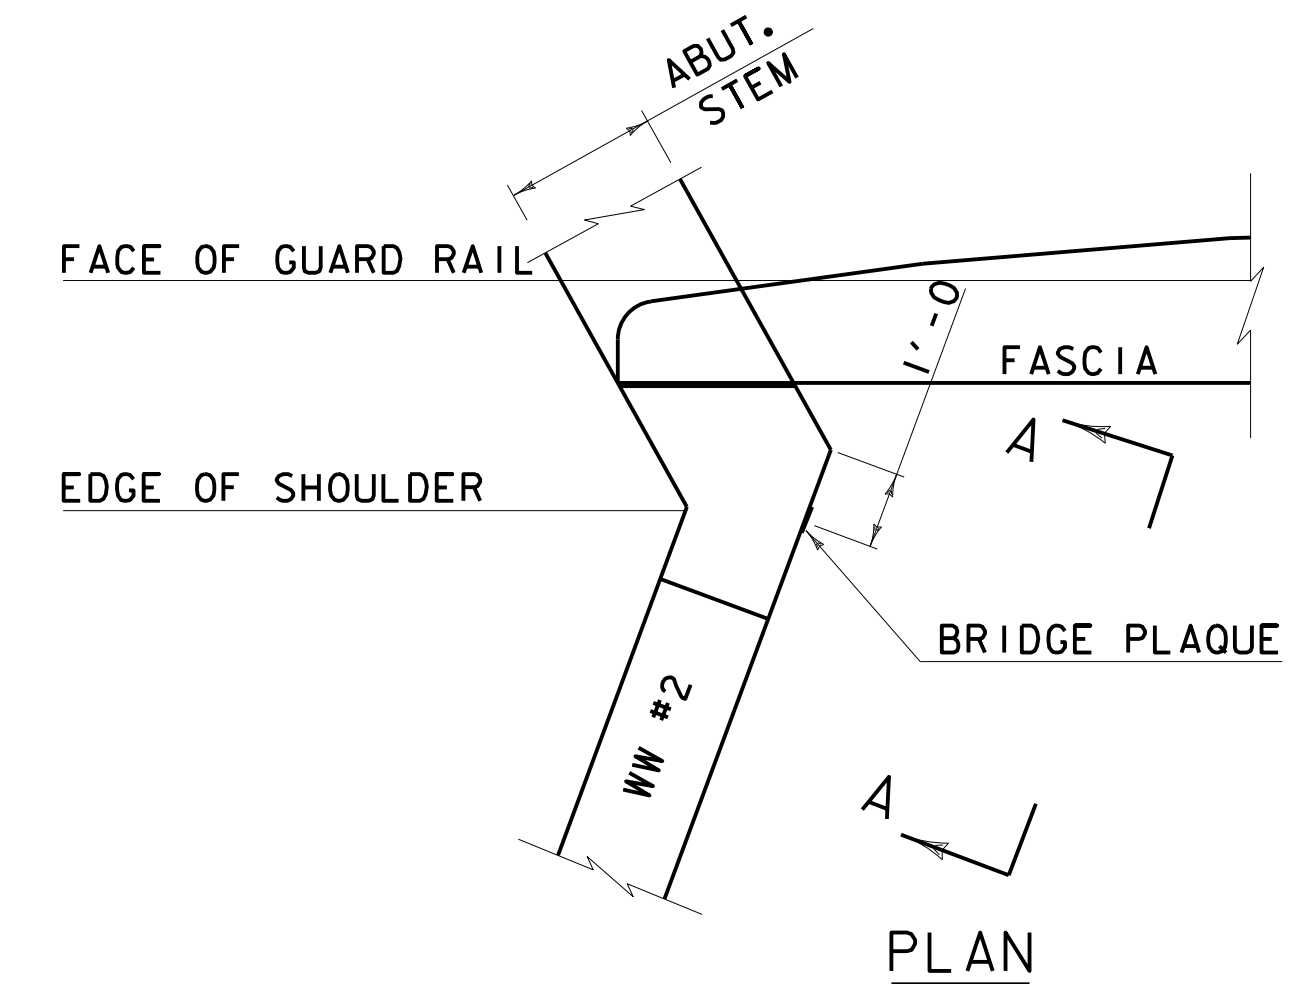 ABUT.
STEM
FACE OF GUARD RAIL
1'-0
FASCIA
A
EDGE OF SHOULDER
BRIDGE PLAQUE
WW #2
A
PLAN